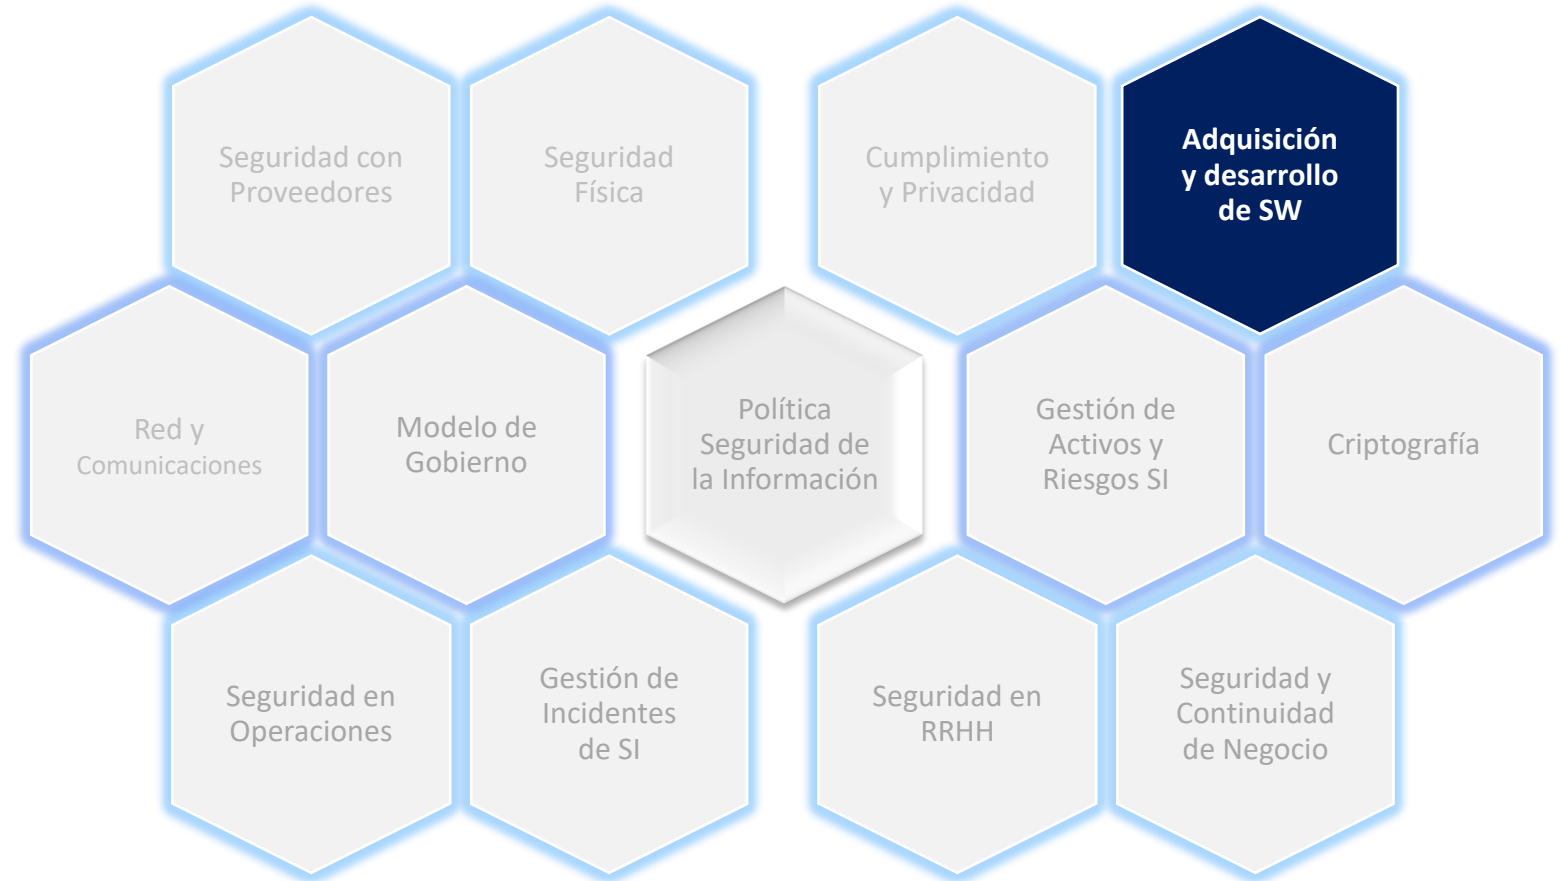 Seguridad con
Proveedores
Seguridad
Física
Cumplimiento
y Privacidad
Adquisición
y desarrollo
de SW
Red y
Comunicaciones
Modelo de
Gobierno
Política
Seguridad de
la Información
Gestión de
Activos y
Riesgos SI
Criptografía
Seguridad en
Operaciones
Gestión de
Incidentes
de SI
Seguridad en
RRHH
Seguridad y
Continuidad
de Negocio